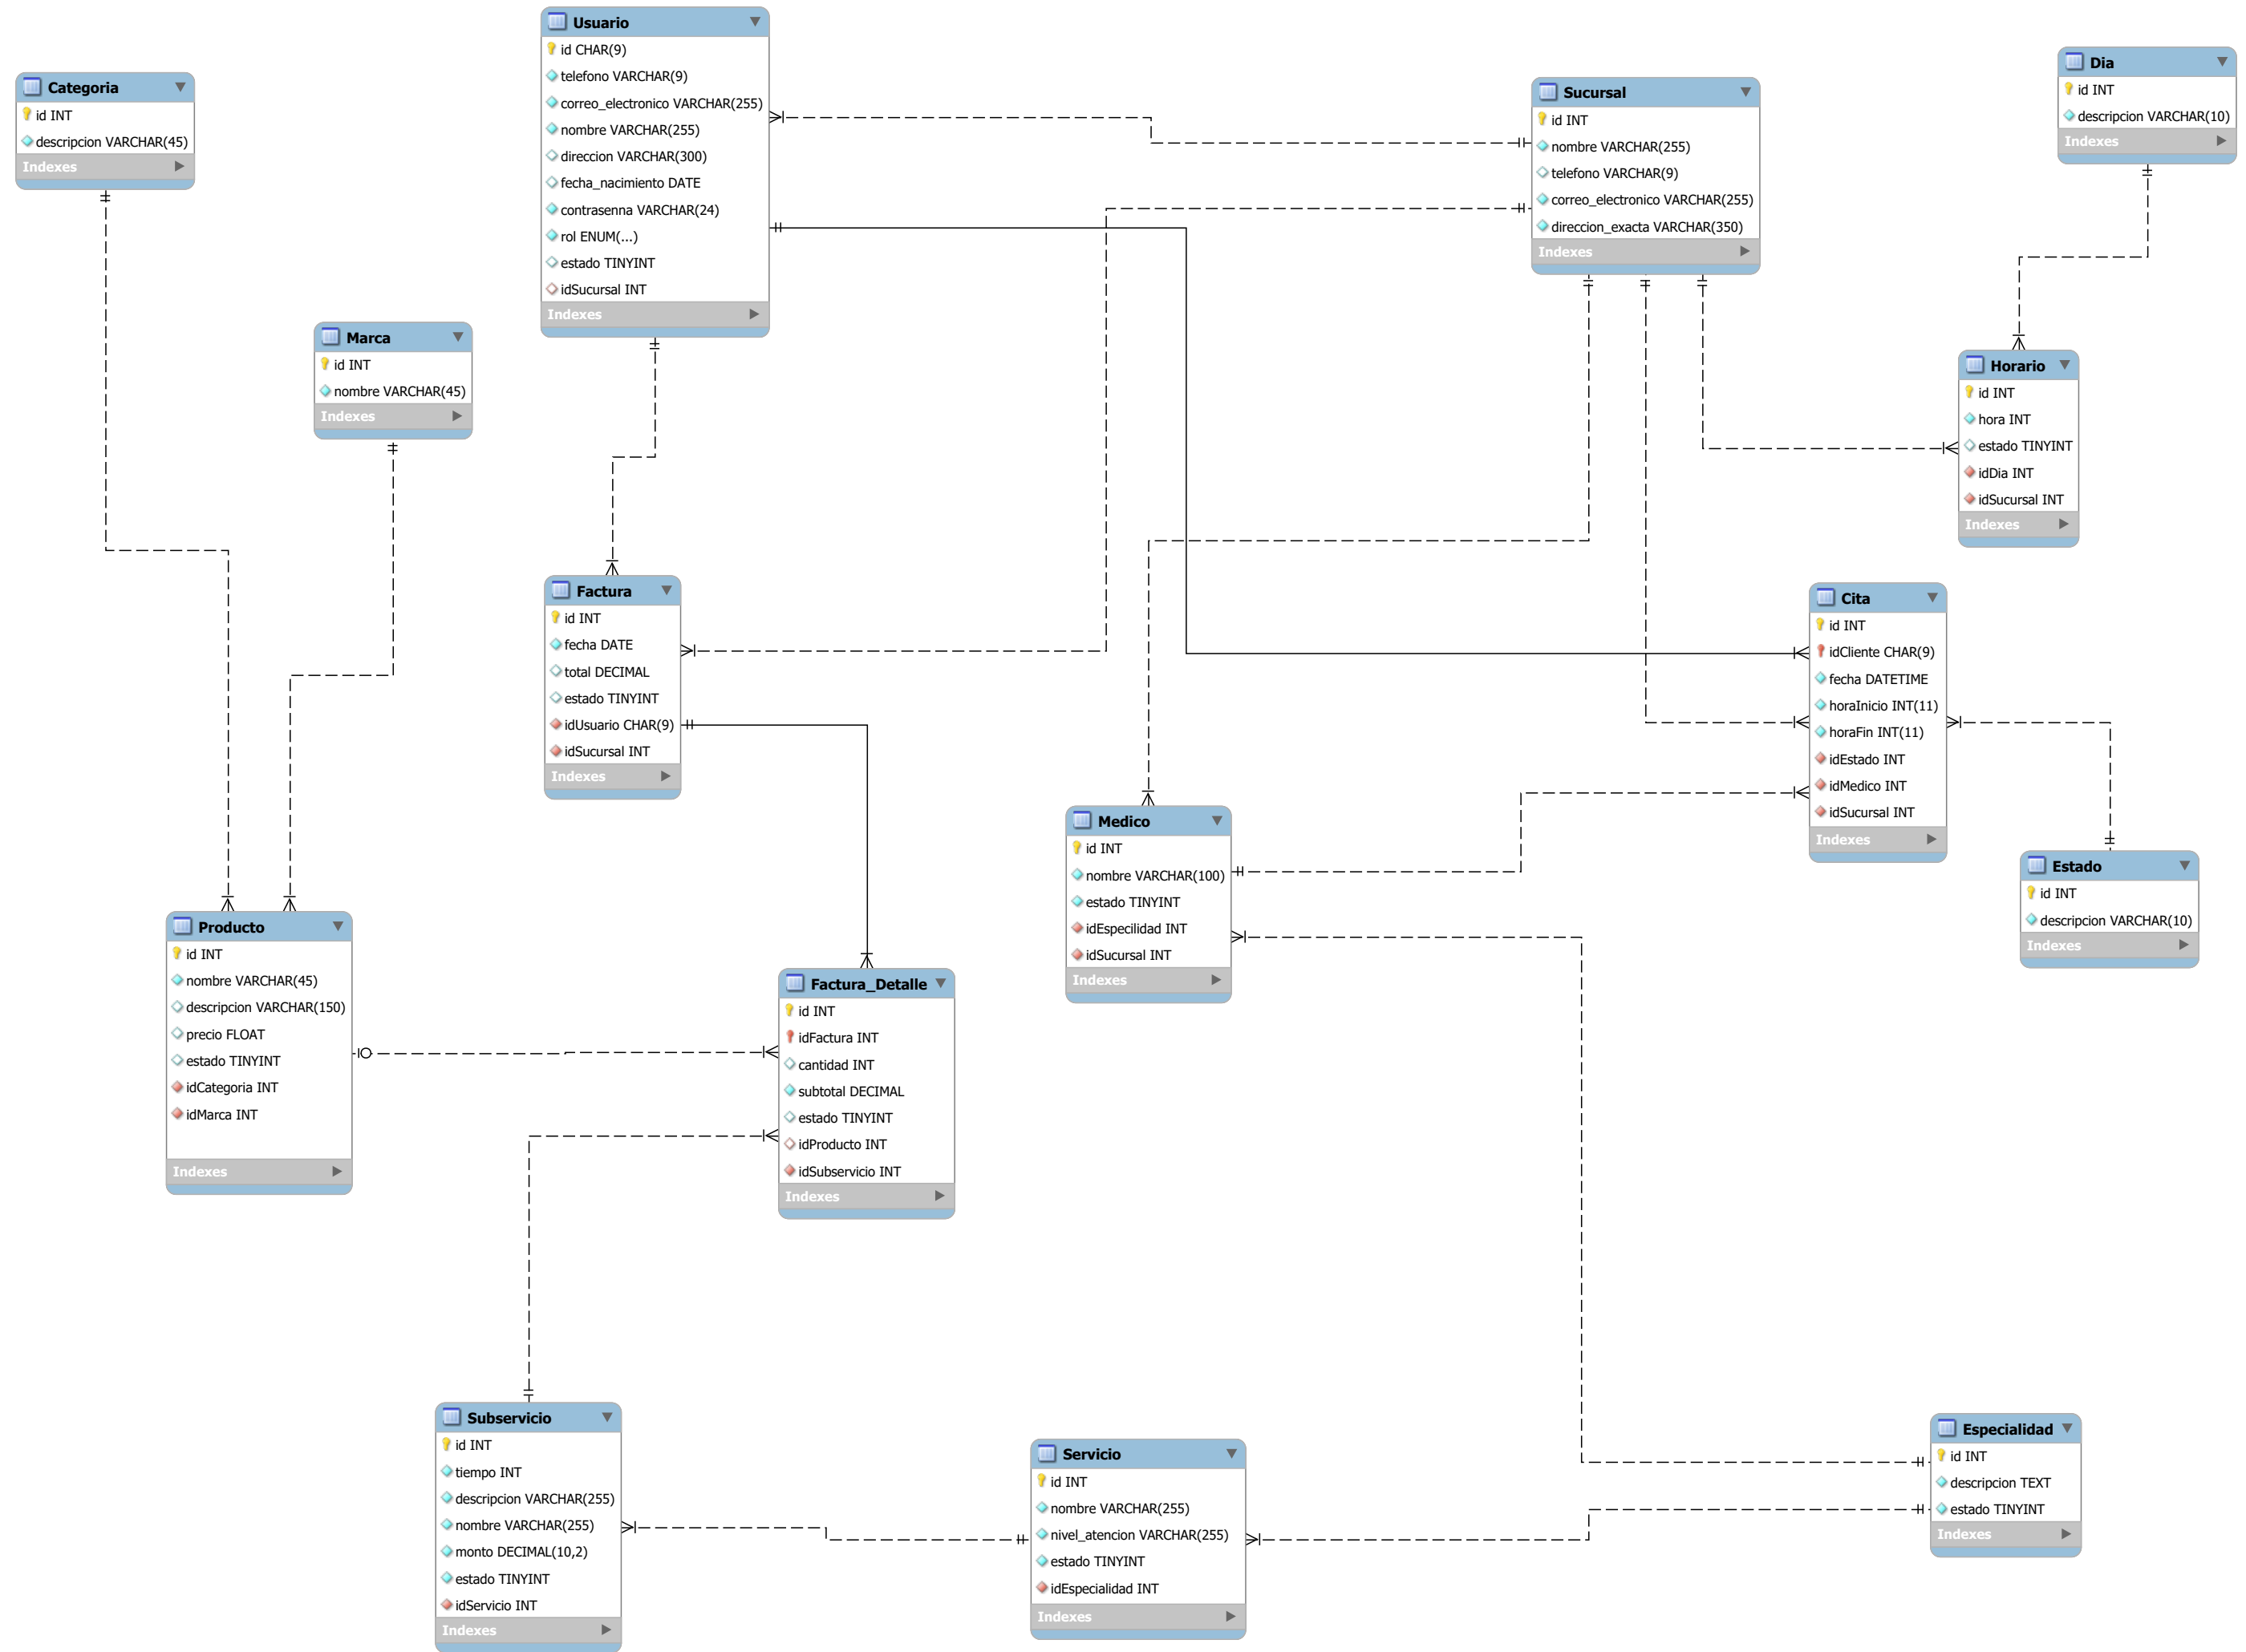 Usuario
id CHAR(9)
telefono VARCHAR(9)
correo_electronico VARCHAR(255)
nombre VARCHAR(255)
direccion VARCHAR(300)
fecha_nacimiento DATE
contrasenna VARCHAR(24)
rol ENUM(...)
estado TINYINT
idSucursal INT
Indexes
Categoria
id INT
descripcion VARCHAR(45)
Indexes
Sucursal
id INT
nombre VARCHAR(255)
telefono VARCHAR(9)
correo_electronico VARCHAR(255)
direccion_exacta VARCHAR(350)
Indexes
Dia
id INT
descripcion VARCHAR(10)
Indexes
Marca
id INT
nombre VARCHAR(45)
Indexes
Horario
id INT
hora INT
estado TINYINT
idDia INT
idSucursal INT
Indexes
Factura
id INT
fecha DATE
total DECIMAL
estado TINYINT
idUsuario CHAR(9)
idSucursal INT
Indexes
Cita
id INT
idCliente CHAR(9)
fecha DATETIME
horaInicio INT(11)
horaFin INT(11)
idEstado INT
idMedico INT
idSucursal INT
Indexes
Medico
id INT
nombre VARCHAR(100)
estado TINYINT
idEspecilidad INT
idSucursal INT
Indexes
Estado
id INT
descripcion VARCHAR(10)
Indexes
Producto
id INT
nombre VARCHAR(45)
descripcion VARCHAR(150)
precio FLOAT
estado TINYINT
idCategoria INT
idMarca INT
Indexes
Factura_Detalle
id INT
idFactura INT
cantidad INT
subtotal DECIMAL
estado TINYINT
idProducto INT
idSubservicio INT
Indexes
Subservicio
id INT
tiempo INT
descripcion VARCHAR(255)
nombre VARCHAR(255)
monto DECIMAL(10,2)
estado TINYINT
idServicio INT
Indexes
Servicio
id INT
nombre VARCHAR(255)
nivel_atencion VARCHAR(255)
estado TINYINT
idEspecialidad INT
Indexes
Especialidad
id INT
descripcion TEXT
estado TINYINT
Indexes